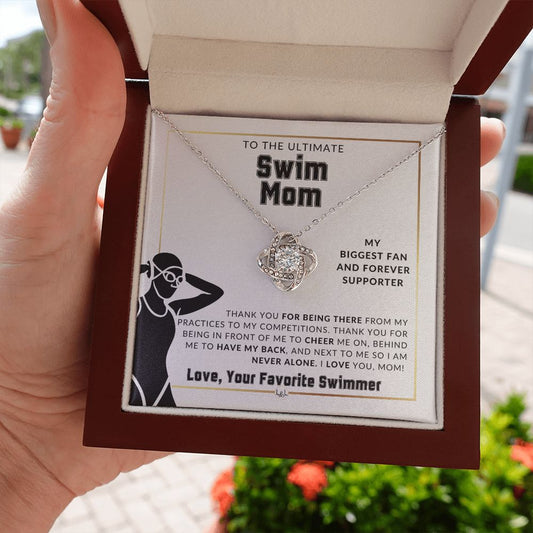 TO THE ULTIMATE
Swim
Mom
MY
BIGGEST FAN
AND FOREVER
SUPPORTER
THANK YOU FOR BEING THERE FROM MY
PRACTICES TO MY COMPETITIONS. THANK YOU FOR
BEING IN FRONT OF ME TO CHEER ME ON, BEHIND
ME TO HAVE MY BACK, AND NEXT TO ME SO I AM
NEVER ALONE. I LOVE YOU, MOM!
Love, Your Favorite Swimmer